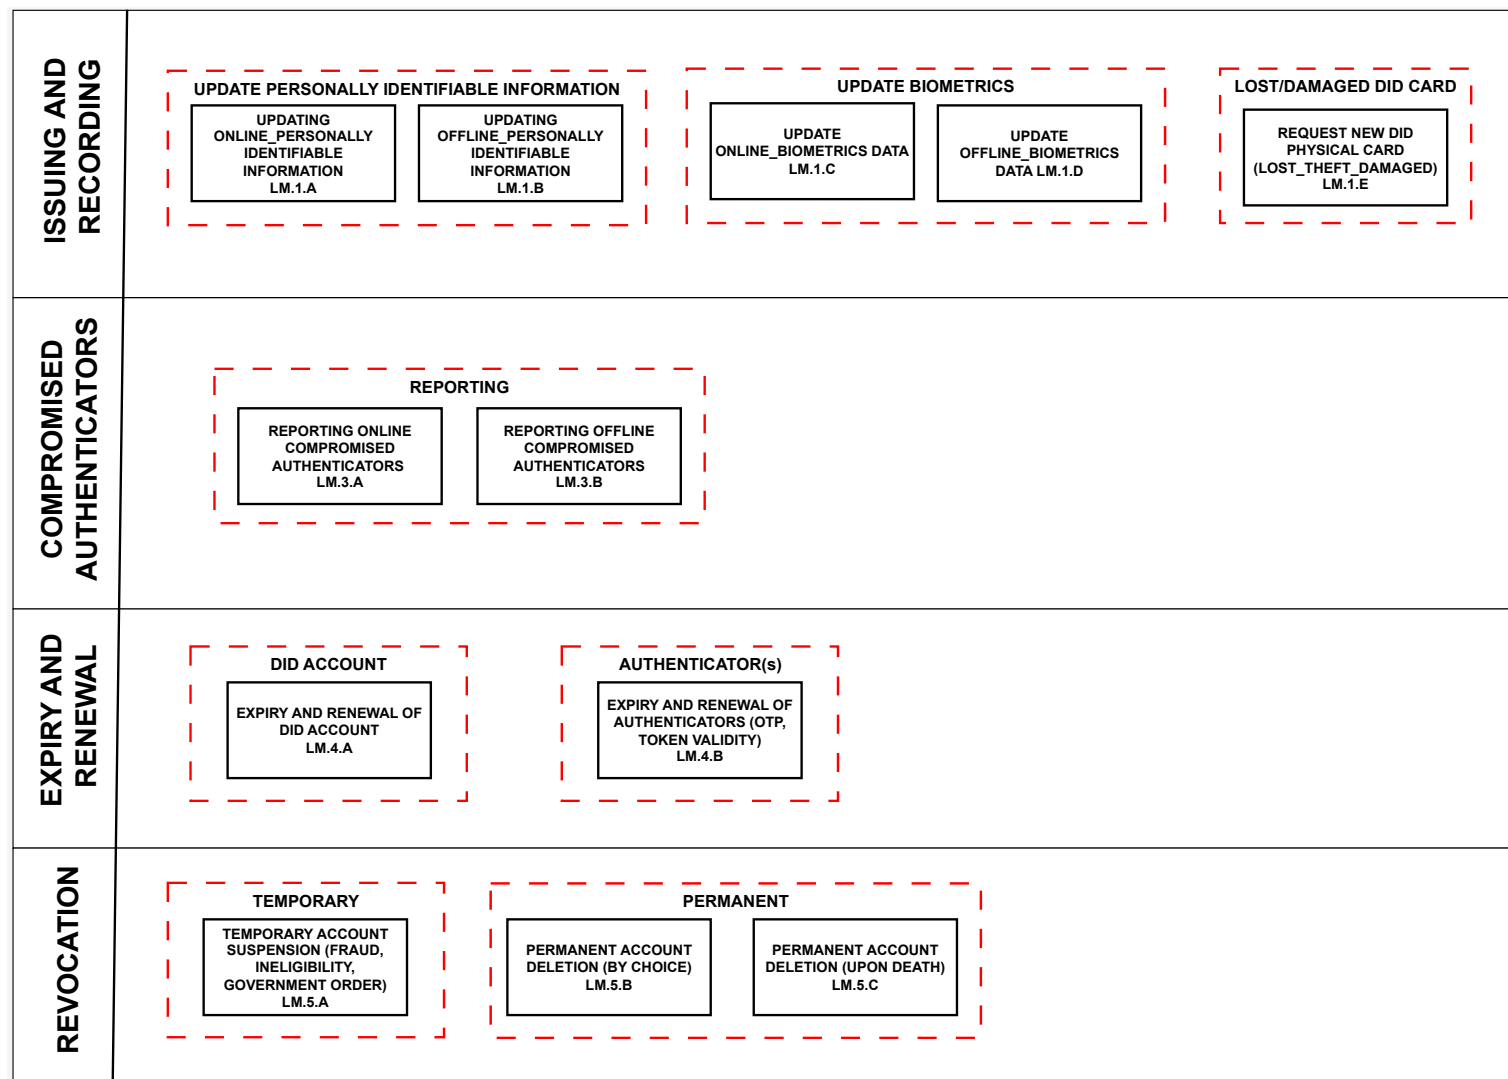 ISSUING AND
RECORDING
UPDATE PERSONALLY IDENTIFIABLE INFORMATION
UPDATING
ONLINE_PERSONALLY
IDENTIFIABLE
INFORMATION
LM.1.A
UPDATING
OFFLINE_PERSONALLY
IDENTIFIABLE
INFORMATION
LM.1.B
UPDATE BIOMETRICS
UPDATE
ONLINE_BIOMETRICS DATA
LM.1.C
UPDATE
OFFLINE_BIOMETRICS
DATA LM.1.D
LOST/DAMAGED DID CARD
REQUEST NEW DID
PHYSICAL CARD
(LOST_THEFT_DAMAGED)
LM.1.E
COMPROMISED
AUTHENTICATORS
REPORTING
REPORTING ONLINE
COMPROMISED
AUTHENTICATORS
LM.3.A
REPORTING OFFLINE
COMPROMISED
AUTHENTICATORS
LM.3.B
EXPIRY AND
RENEWAL
DID ACCOUNT
EXPIRY AND RENEWAL OF
DID ACCOUNT
LM.4.A
AUTHENTICATOR(s)
EXPIRY AND RENEWAL OF
AUTHENTICATORS (OTP,
TOKEN VALIDITY)
LM.4.B
REVOCATION
TEMPORARY
TEMPORARY ACCOUNT
SUSPENSION (FRAUD,
INELIGIBILITY,
GOVERNMENT ORDER)
LM.5.A
PERMANENT
PERMANENT ACCOUNT
DELETION (BY CHOICE)
LM.5.B
PERMANENT ACCOUNT
DELETION (UPON DEATH)
LM.5.C